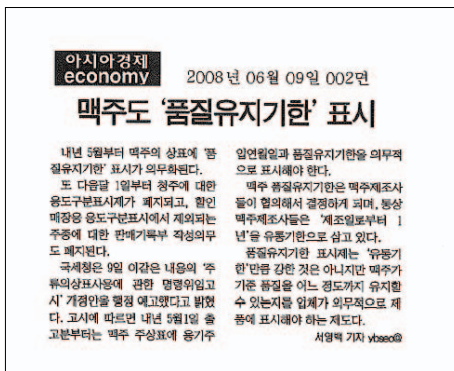 아시아경제
economy
2008년 06월 09일 002면
맥주도 '품질유지기한' 표시
내년 5월부터 맥주의 상표에 '품
질유지기한' 표시가 의무화된다.
또 다음달 1일부터 청주에 대한
용도구분표시제가 폐지되고, 할인
매장용 용도구분표시에서 제외되는
주종에 대한 판매기록부 작성의무
도 폐지된다.
국세청은 9일 이같은 내용의 '주
류의상표사용에 관한 명령위임고
시' 개정안을 행정 예고했다고 밝혔
다. 고시에 따르면 내년 5월1일 출
고분부터는 맥주 주상표에 용기주
입연월일과 품질유지기한을 의무적
으로 표시해야 한다.
맥주 품질유지기한은 맥주제조사
들이 협의해서 결정하게 되며, 통상
맥주제조사들은 '제조일로부터 1
년'을 유통기한으로 삼고 있다.
품질유지기한 표시제는 '유통기
한'만큼 강한 것은 아니지만 맥주가
기준 품질을 어느 정도까지 유지할
수 있는지를 업체가 의무적으로 제
품에 표시해야 하는 제도다.
서영백 기자 ybseo@